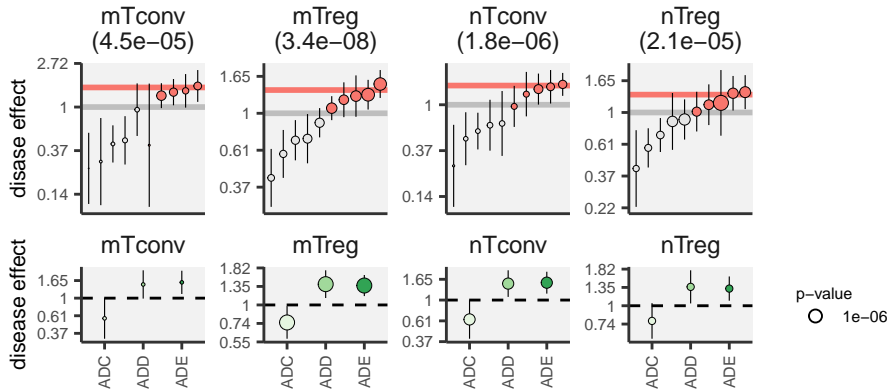 mTconv
(4.5e−05)
mTreg
(3.4e−08)
nTconv
(1.8e−06)
nTreg
(2.1e−05)
disase effect
2.72
1
0.37
0.14
1.65
1
0.61
0.37
1
0.37
0.14
1.65
1
0.61
0.37
0.22
mTconv
mTreg
nTconv
nTreg
disease effect
1.65
1
0.61
0.37
1.82
1.35
1
0.74
0.55
1.65
1
0.61
0.37
1.82
1.35
1
0.74
ADC
ADD
ADE
ADC
ADD
ADE
ADC
ADD
ADE
ADC
ADD
ADE
p−value
1e−06